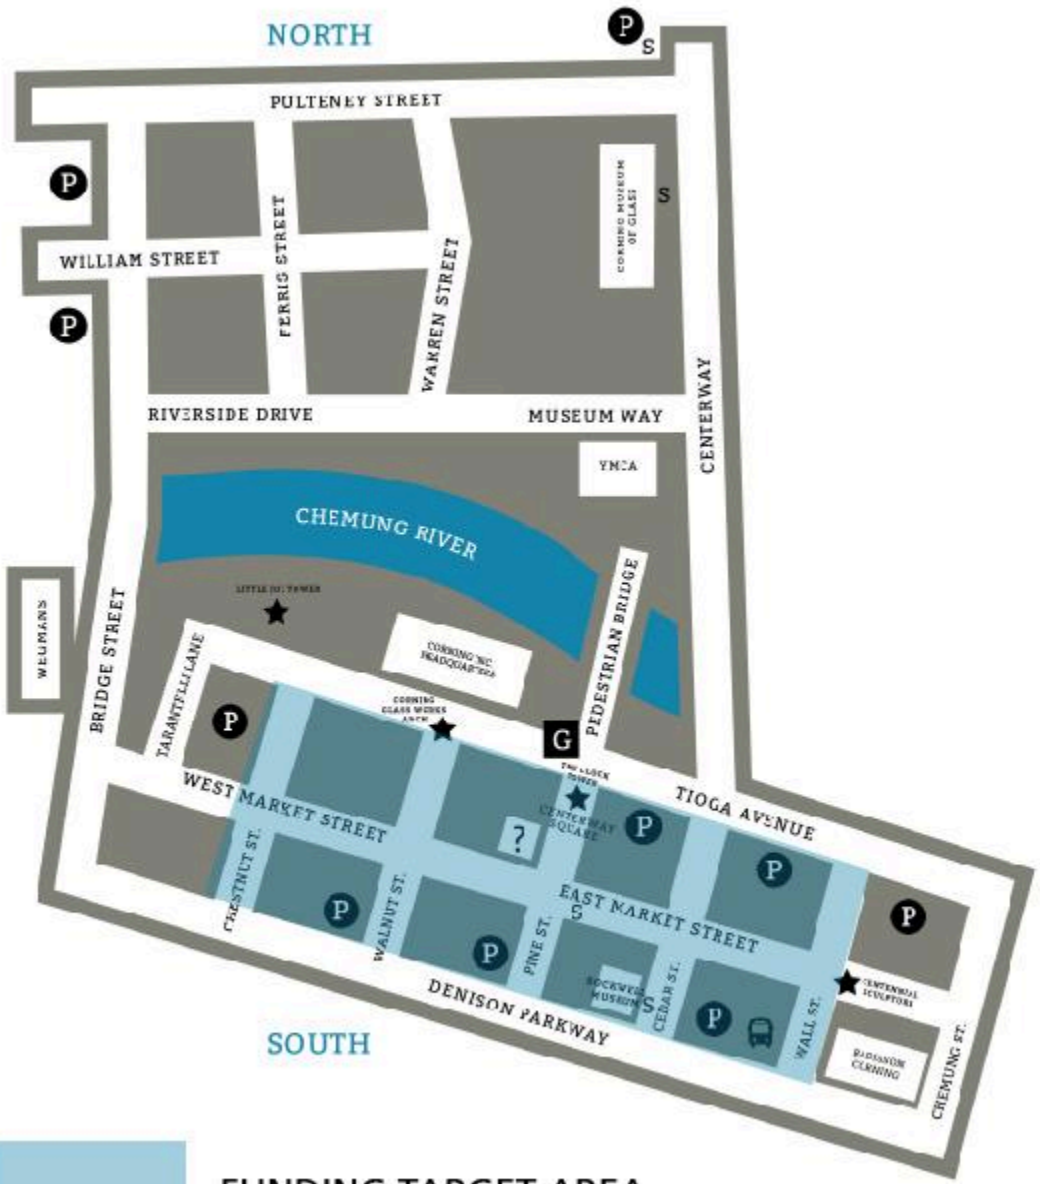 NORTH
P
S
PULTENEY STREET
P
CORNING MUSEUM
OF GLASS
S
FERRIS STREET
WILLIAM STREET
WARREN STREET
P
CENTERWAY
RIVERSIDE DRIVE
MUSEUM WAY
YMCA
CHEMUNG RIVER
PEDESTRIAN BRIDGE
LITTLE JOE TOWER
WEGMANS
BRIDGE STREET
TARANTELLI LANE
CORNING INC.
HEADQUARTERS
CORNING
GLASS WORKS
ARCH
P
G
THE CLOCK
TOWER
WEST MARKET STREET
CENTERWAY
SQUARE
P
TIOGA AVENUE
?
P
CHESTNUT ST.
P
WALNUT ST.
P
EAST MARKET STREET
S
PINE ST.
P
ROCKWELL
MUSEUM
S
CEDAR ST.
P
WALL ST.
CENTENNIAL
SCULPTURE
RADISSON
CORNING
CHEMUNG ST.
DENISON PARKWAY
SOUTH
FUNDING TARGET AREA